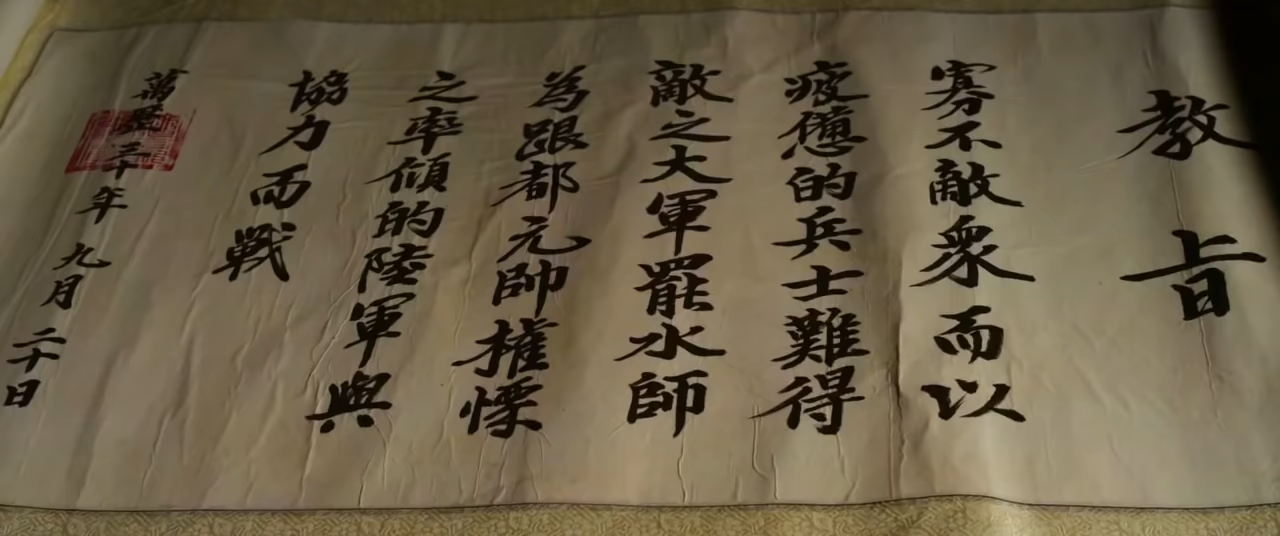 教旨
寡不敵衆而以
疲憊的兵士難得
敵之大軍罷水師
為跟都元帥權慄
之率傾的陸軍與
協力而戰
萬曆三十年九月二十日